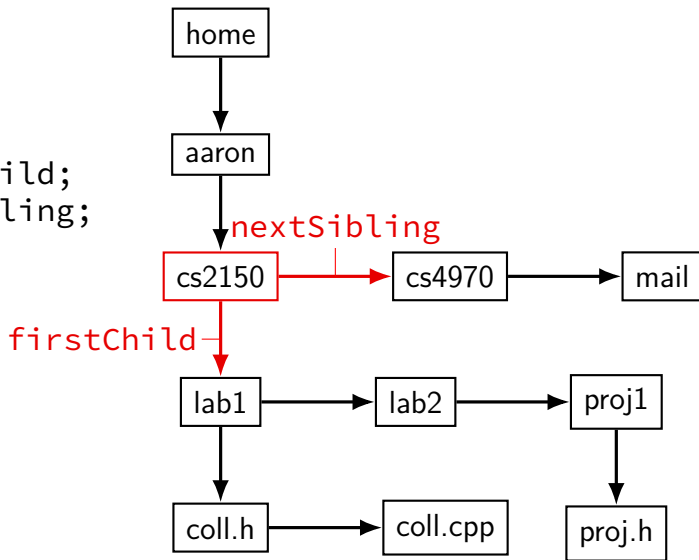 home
aaron
ild;
ling;
nextSibling
cs2150
cs4970
mail
firstChild
lab1
lab2
proj1
coll.h
coll.cpp
proj.h